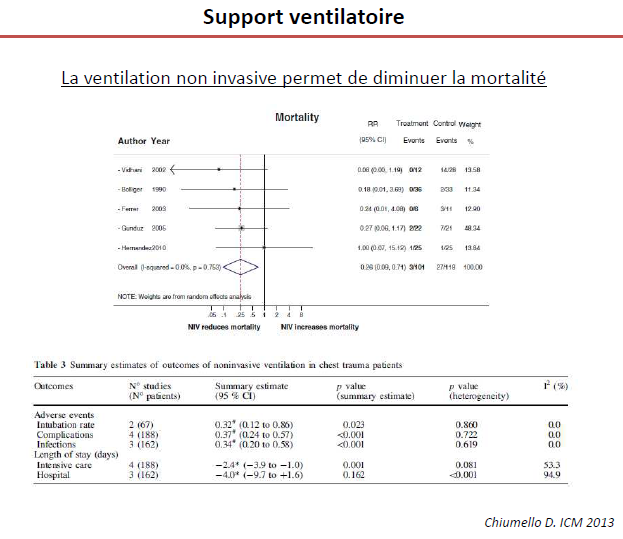 Support ventilatoire
La ventilation non invasive permet de diminuer la mortalité
Mortality
RR Treatment Control Weight
Author Year (95% CI) Events Events %
- Vidhani 2002 0.08 (0.00, 1.19) 0/12 14/28 13.58
- Bolliger 1990 0.18 (0.01, 3.69) 0/36 2/33 11.34
- Ferrer 2003 0.24 (0.01, 4.08) 0/6 3/11 12.90
- Gunduz 2005 0.27 (0.06, 1.17) 2/22 7/21 48.34
- Hernandez2010 1.00 (0.07, 15.12) 1/25 1/25 13.84
Overall (I-squared = 0.0%, p = 0.753) 0.26 (0.09, 0.71) 3/101 27/119 100.00
NOTE: Weights are from random effects analysis
.05 .1 .25 .5 1 2 4 8
NIV reduces mortality NIV increases mortality
Table 3 Summary estimates of outcomes of noninvasive ventilation in chest trauma patients
Outcomes N° studies Summary estimate p value p value I² (%)
(N° patients) (95 % CI) (summary estimate) (heterogeneity)
Adverse events
Intubation rate 2 (67) 0.32# (0.12 to 0.86) 0.023 0.860 0.0
Complications 4 (188) 0.37# (0.24 to 0.57) <0.001 0.722 0.0
Infections 3 (162) 0.34# (0.20 to 0.58) <0.001 0.619 0.0
Length of stay (days)
Intensive care 4 (188) −2.4* (−3.9 to −1.0) 0.001 0.081 53.3
Hospital 3 (162) −4.0* (−9.7 to +1.6) 0.162 <0.001 94.9
Chiumello D. ICM 2013